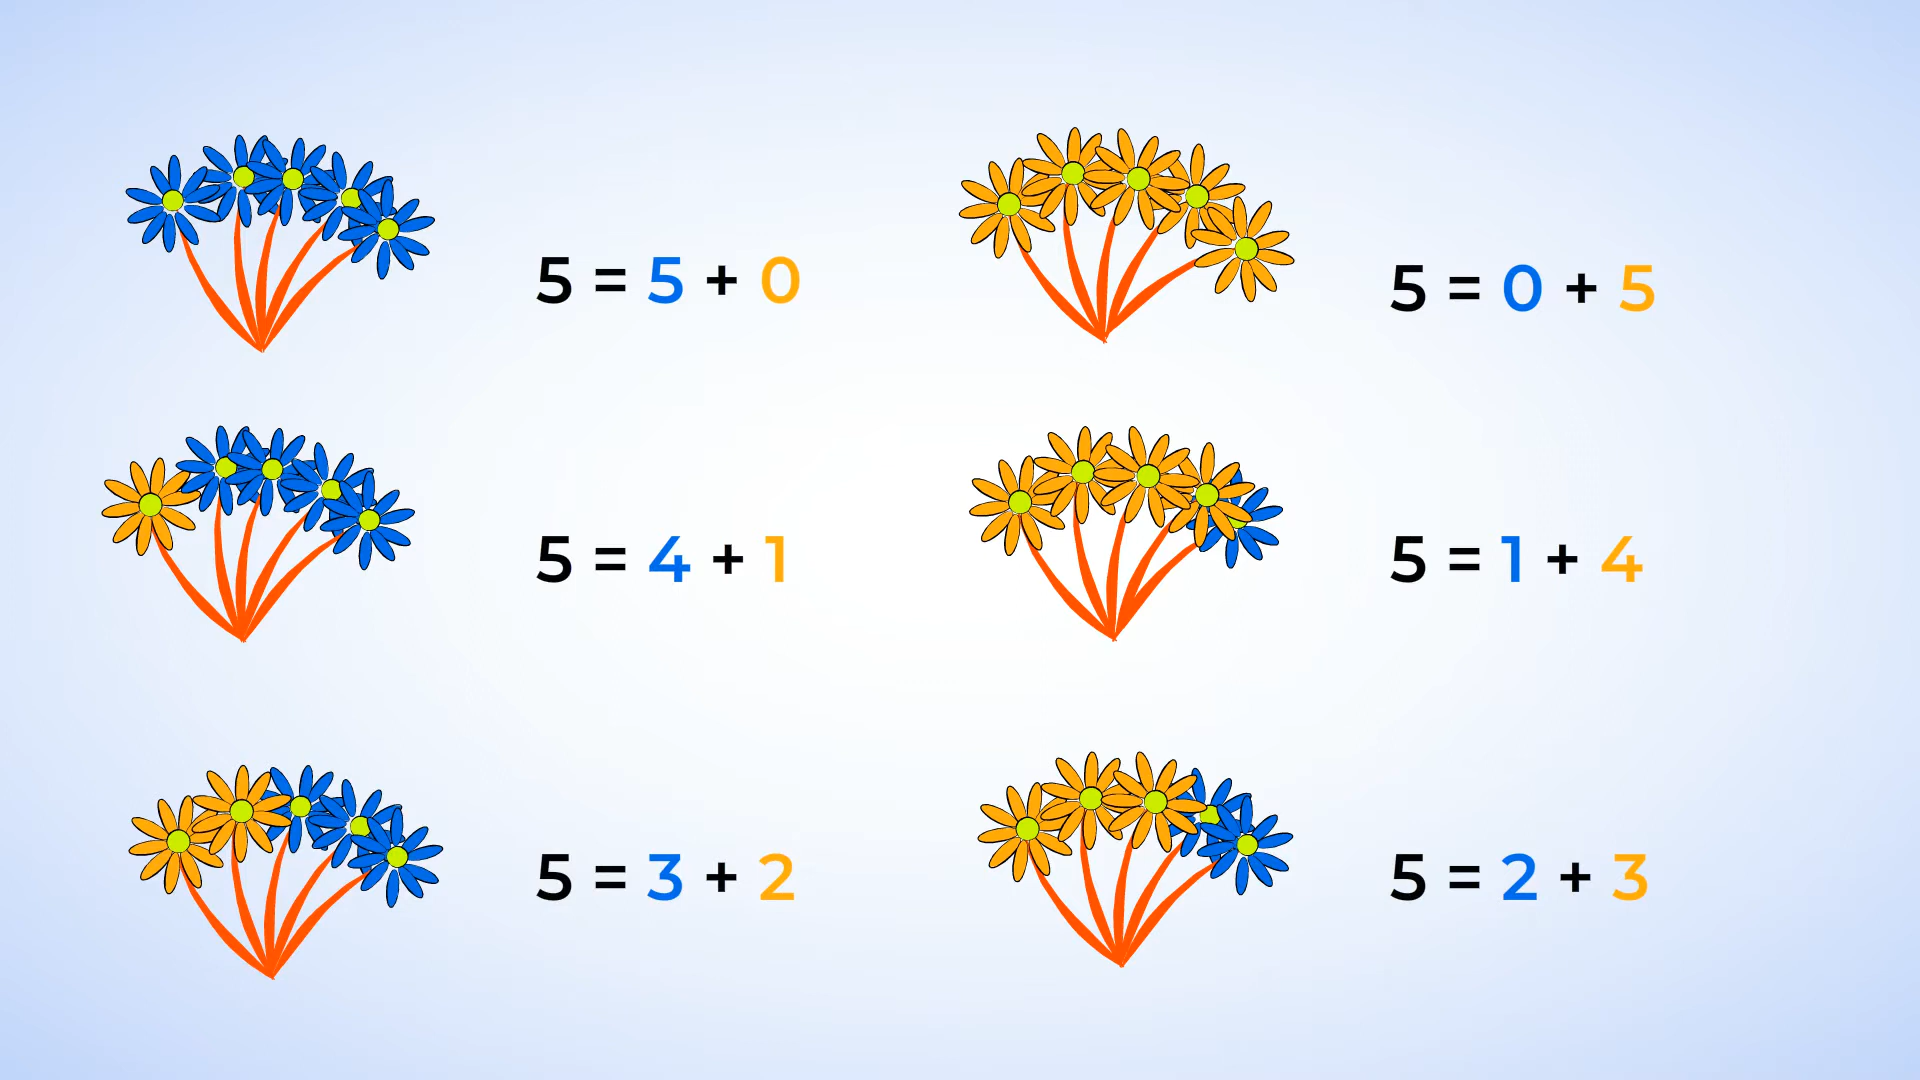 5 = 5 + 0
5 = 0 + 5
5 = 4 + 1
5 = 1 + 4
5 = 3 + 2
5 = 2 + 3